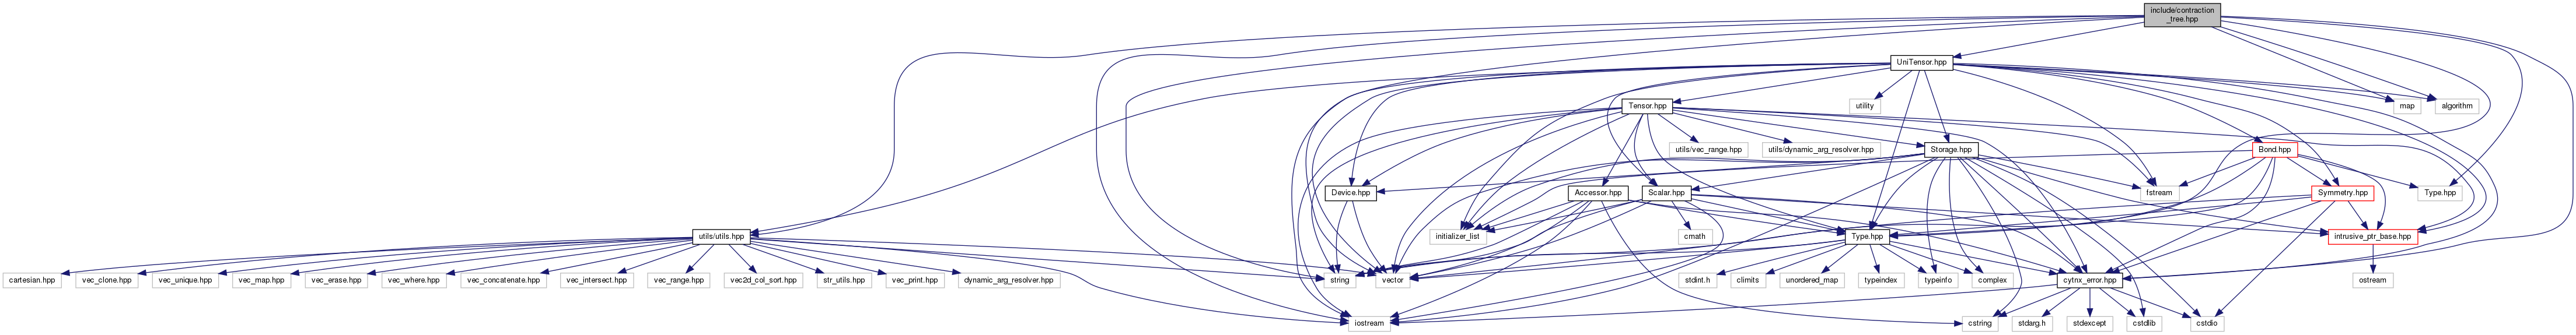 include/contraction
_tree.hpp
UniTensor.hpp
Tensor.hpp
utility
map
algorithm
utils/vec_range.hpp
utils/dynamic_arg_resolver.hpp
Storage.hpp
Bond.hpp
Device.hpp
Accessor.hpp
Scalar.hpp
fstream
Type.hpp
Symmetry.hpp
utils/utils.hpp
initializer_list
cmath
Type.hpp
intrusive_ptr_base.hpp
cartesian.hpp
vec_clone.hpp
vec_unique.hpp
vec_map.hpp
vec_erase.hpp
vec_where.hpp
vec_concatenate.hpp
vec_intersect.hpp
vec_range.hpp
vec2d_col_sort.hpp
str_utils.hpp
vec_print.hpp
dynamic_arg_resolver.hpp
string
vector
stdint.h
climits
unordered_map
typeindex
typeinfo
complex
cytnx_error.hpp
ostream
iostream
cstring
stdarg.h
stdexcept
cstdlib
cstdio